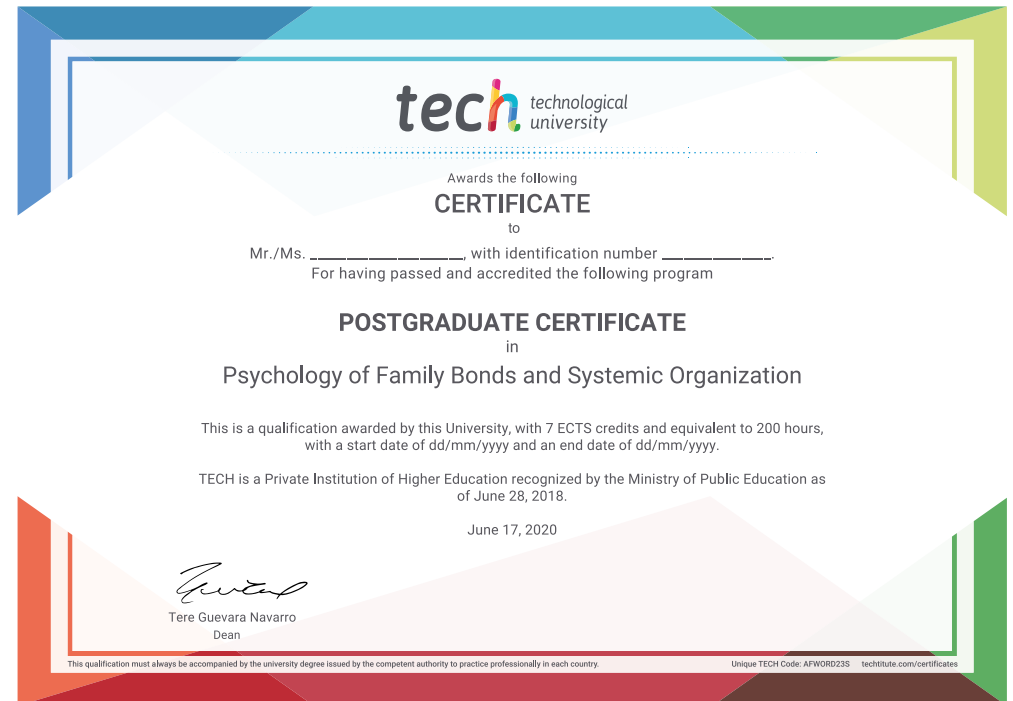 tech technological
university
Awards the following
CERTIFICATE
to
Mr./Ms. ____________________, with identification number ______________.
For having passed and accredited the following program
POSTGRADUATE CERTIFICATE
in
Psychology of Family Bonds and Systemic Organization
This is a qualification awarded by this University, with 7 ECTS credits and equivalent to 200 hours,
with a start date of dd/mm/yyyy and an end date of dd/mm/yyyy.
TECH is a Private Institution of Higher Education recognized by the Ministry of Public Education as
of June 28, 2018.
June 17, 2020
Tere Guevara Navarro
Dean
This qualification must always be accompanied by the university degree issued by the competent authority to practice professionally in each country.
Unique TECH Code: AFWORD23S techtitute.com/certificates